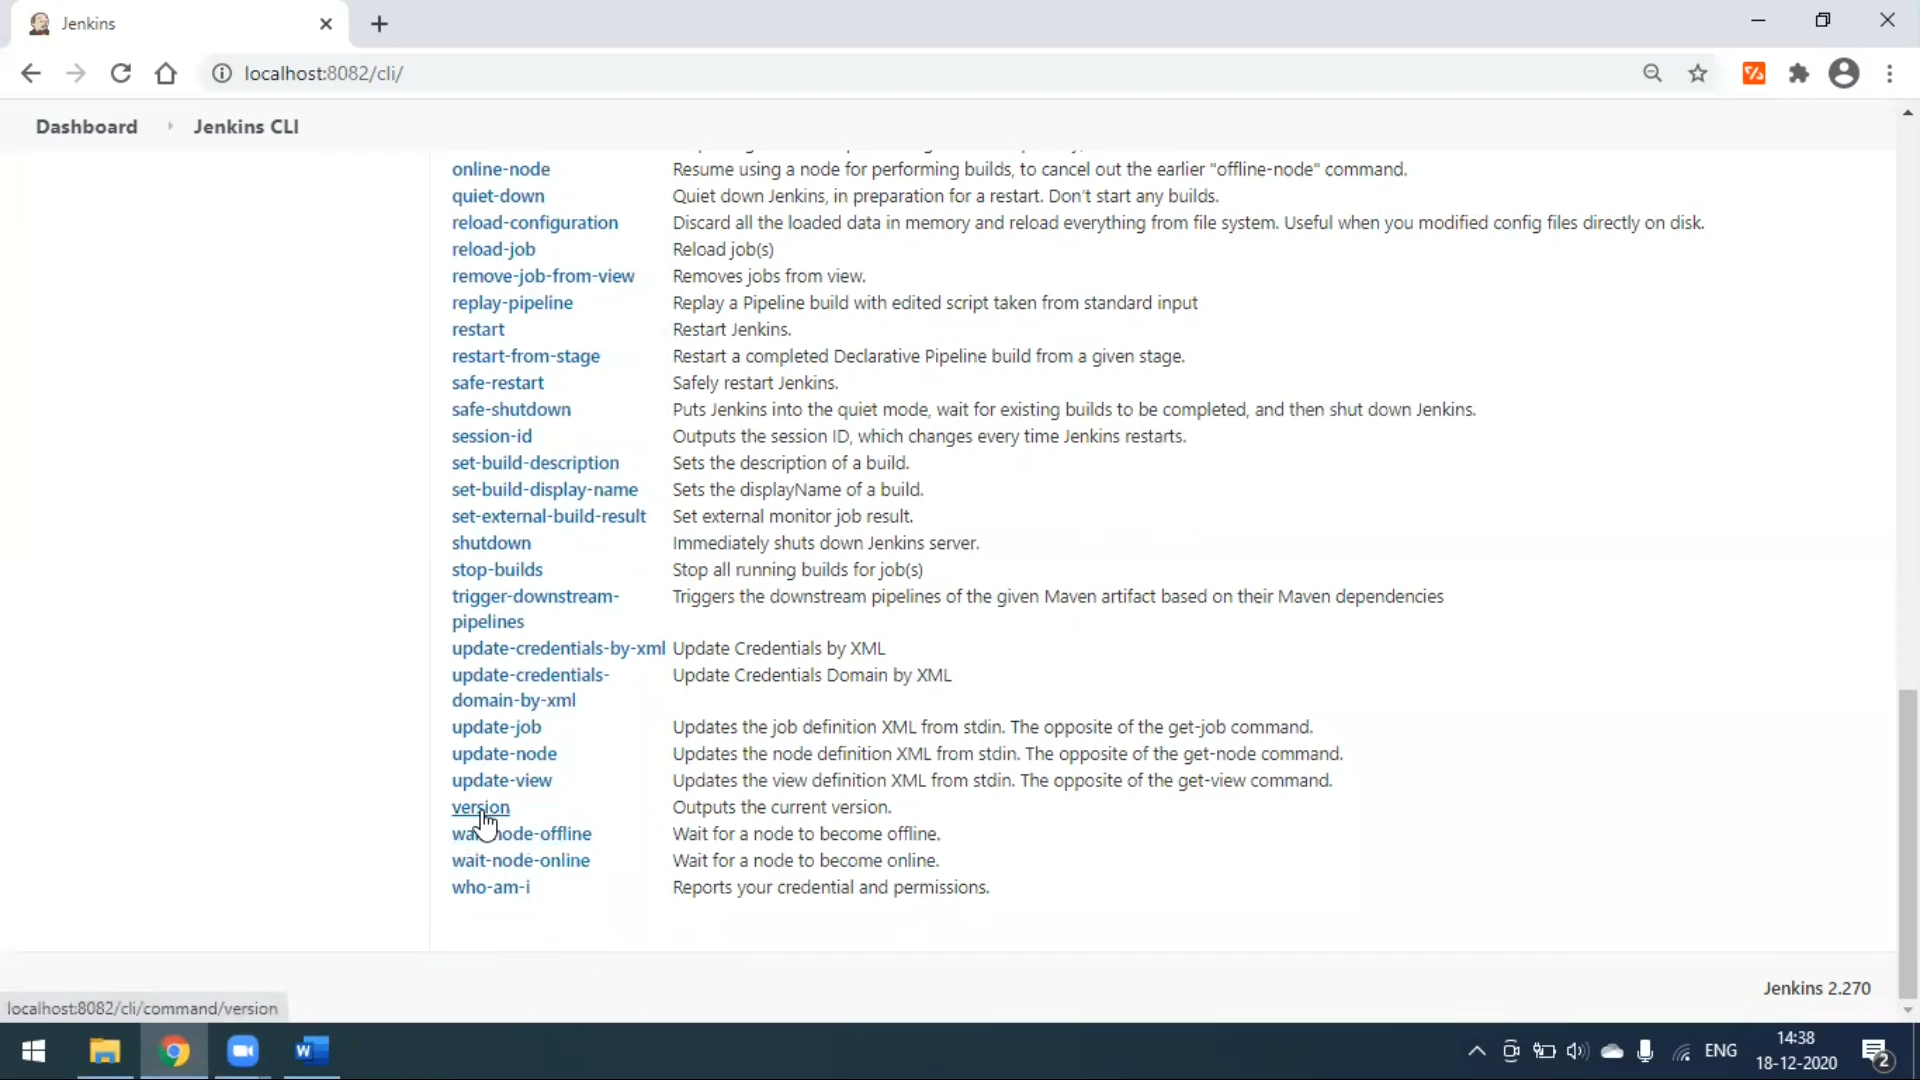 Jenkins
localhost:8082/cli/
Dashboard
Jenkins CLI
online-node Resume using a node for performing builds, to cancel out the earlier "offline-node" command.
quiet-down Quiet down Jenkins, in preparation for a restart. Don't start any builds.
reload-configuration Discard all the loaded data in memory and reload everything from file system. Useful when you modified config files directly on disk.
reload-job Reload job(s)
remove-job-from-view Removes jobs from view.
replay-pipeline Replay a Pipeline build with edited script taken from standard input
restart Restart Jenkins.
restart-from-stage Restart a completed Declarative Pipeline build from a given stage.
safe-restart Safely restart Jenkins.
safe-shutdown Puts Jenkins into the quiet mode, wait for existing builds to be completed, and then shut down Jenkins.
session-id Outputs the session ID, which changes every time Jenkins restarts.
set-build-description Sets the description of a build.
set-build-display-name Sets the displayName of a build.
set-external-build-result Set external monitor job result.
shutdown Immediately shuts down Jenkins server.
stop-builds Stop all running builds for job(s)
trigger-downstream- Triggers the downstream pipelines of the given Maven artifact based on their Maven dependencies
pipelines
update-credentials-by-xml Update Credentials by XML
update-credentials- Update Credentials Domain by XML
domain-by-xml
update-job Updates the job definition XML from stdin. The opposite of the get-job command.
update-node Updates the node definition XML from stdin. The opposite of the get-node command.
update-view Updates the view definition XML from stdin. The opposite of the get-view command.
version Outputs the current version.
Wait for a node to become offline.
wait-node-online Wait for a node to become online.
who-am-i Reports your credential and permissions.
Jenkins 2.270
localhost:8082/cli/command/version
ENG
14:38
18-12-2020
2